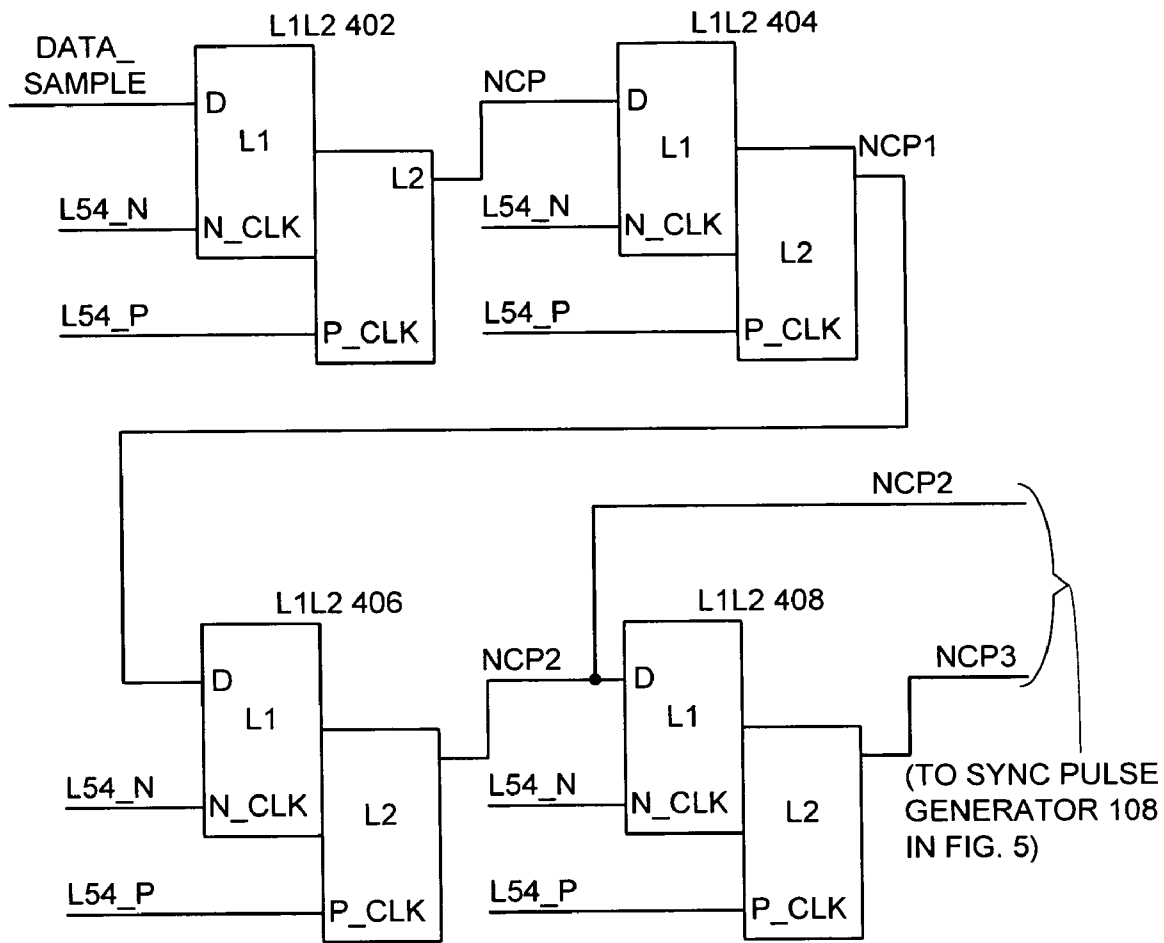 L1L2 402
L1L2 404
DATA_
SAMPLE
NCP
D
D
L1
L1
NCP1
L2
L54_N
N_CLK
L54_N
N_CLK
L2
L54_P
P_CLK
L54_P
P_CLK
NCP2
L1L2 406
L1L2 408
NCP2
NCP3
D
D
L1
L1
L54_N
N_CLK
L2
L54_N
N_CLK
L2
(TO SYNC PULSE
GENERATOR 108
IN FIG. 5)
L54_P
P_CLK
L54_P
P_CLK